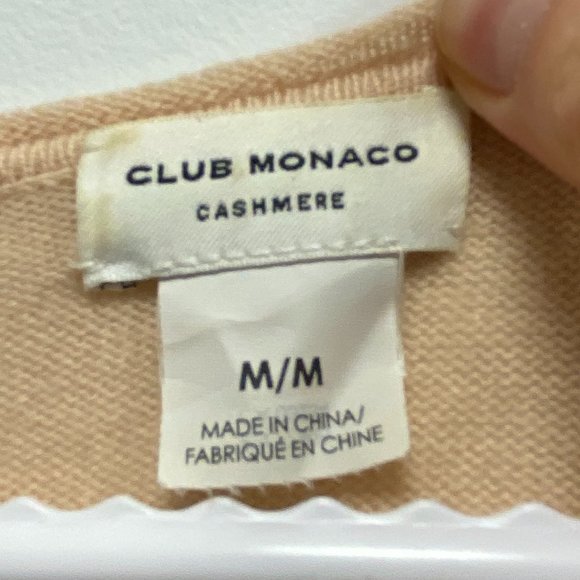 CLUB MONACO
CASHMERE
M/M
MADE IN CHINA/
FABRIQUÉ EN CHINE